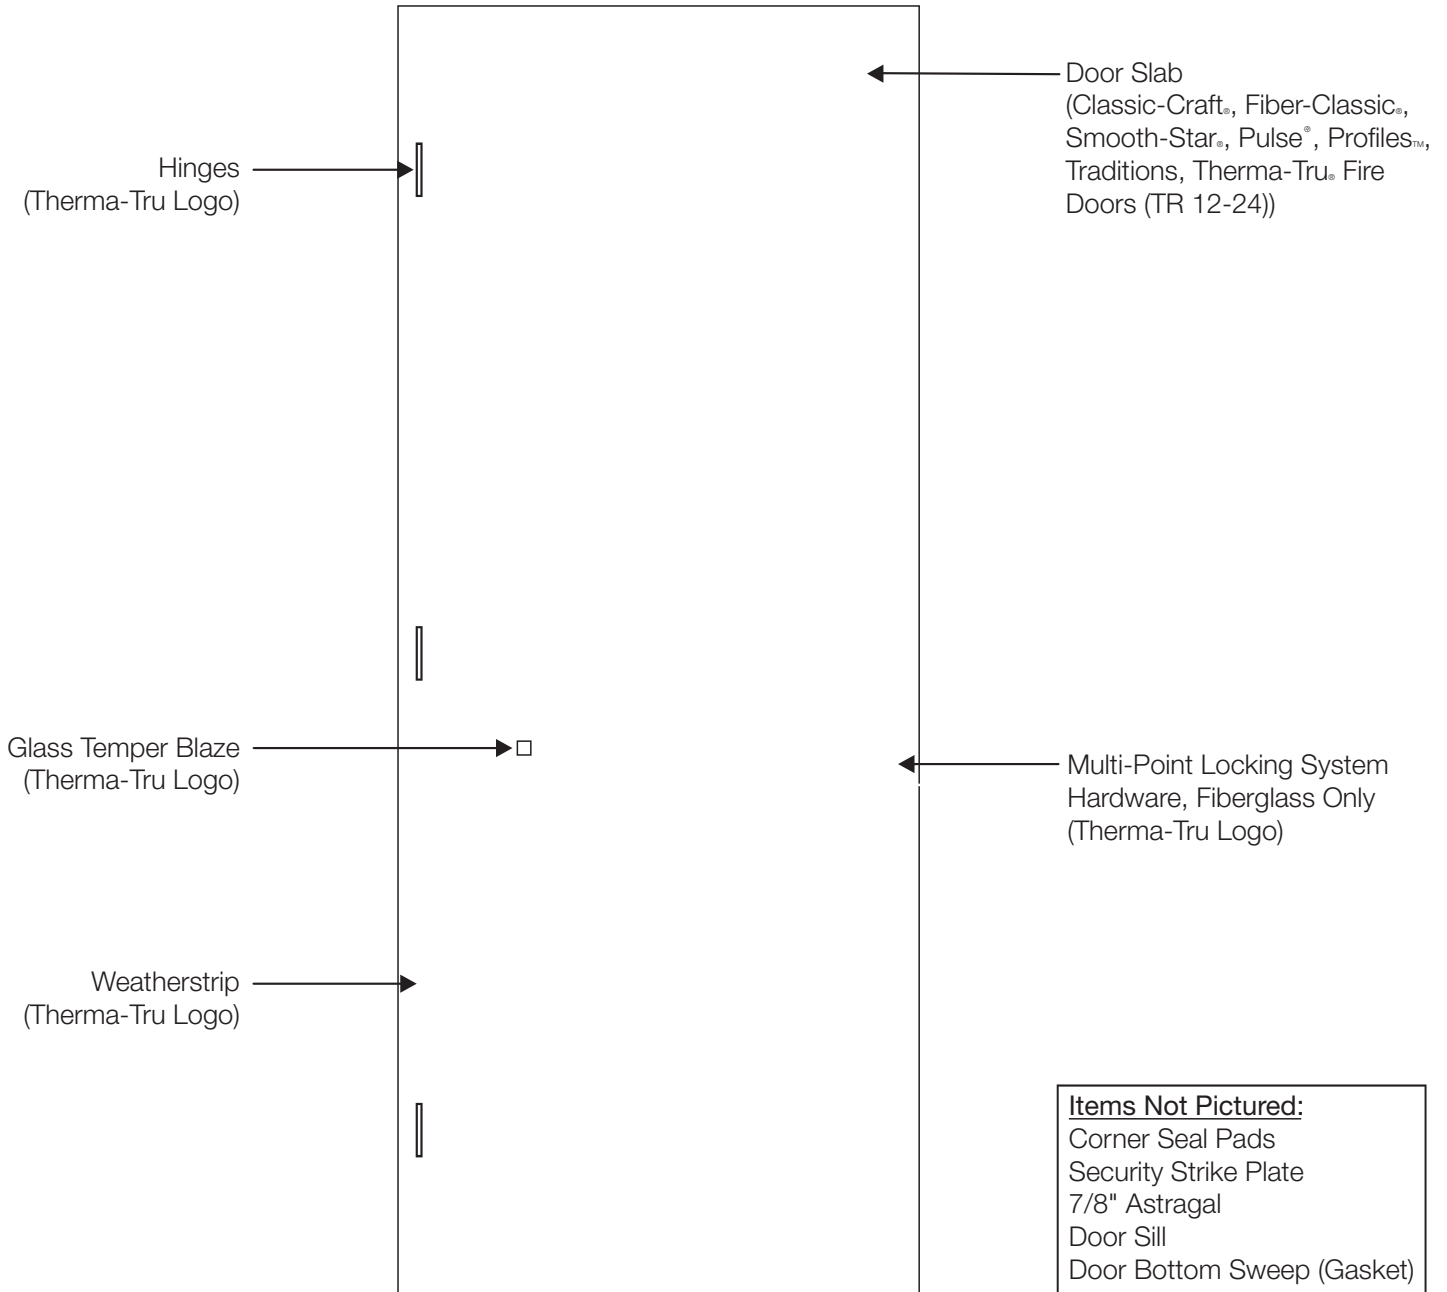 Door Slab
(Classic-Craft®, Fiber-Classic®,
Smooth-Star®, Pulse®, Profiles™,
Traditions, Therma-Tru® Fire
Doors (TR 12-24))
Hinges
(Therma-Tru Logo)
Glass Temper Blaze
(Therma-Tru Logo)
Multi-Point Locking System
Hardware, Fiberglass Only
(Therma-Tru Logo)
Weatherstrip
(Therma-Tru Logo)
Items Not Pictured:
Corner Seal Pads
Security Strike Plate
7/8" Astragal
Door Sill
Door Bottom Sweep (Gasket)